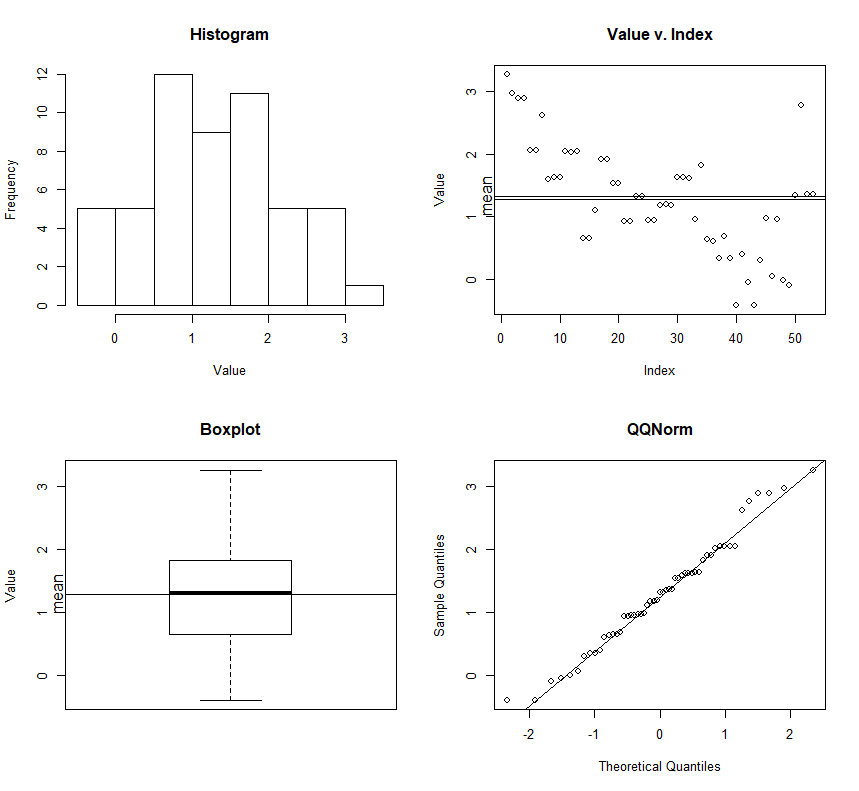 Histogram
Frequency
0
2
4
6
8
10
12
0 1 2 3
Value
Value v. Index
Value
mean
0
1
2
3
0 10 20 30 40 50
Index
Boxplot
Value
mean
0
1
2
3
QQNorm
Sample Quantiles
0
1
2
3
-2 -1 0 1 2
Theoretical Quantiles